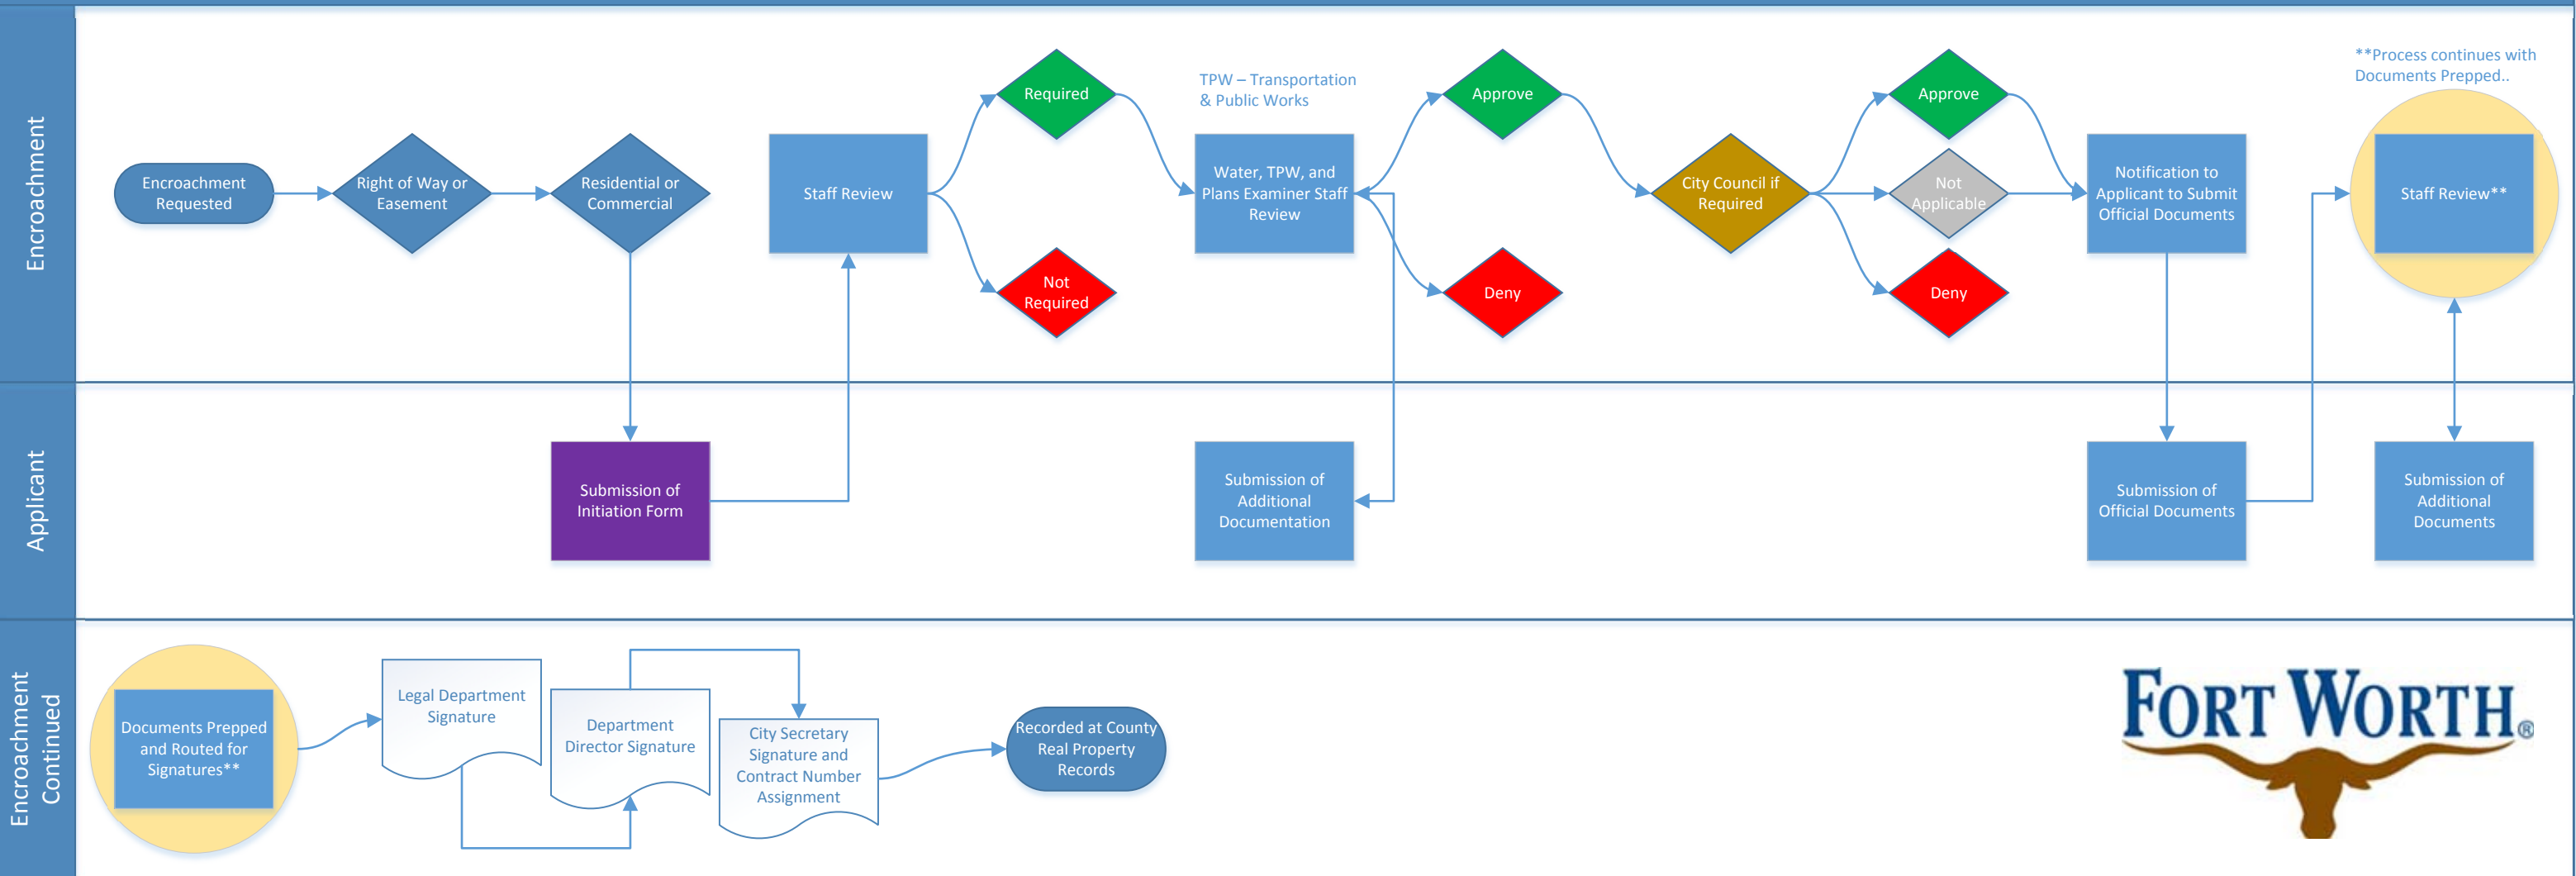 Encroachment
Encroachment
Requested
Right of Way or
Easement
Residential or
Commercial
Staff Review
Required
Not
Required
TPW – Transportation
& Public Works
Water, TPW, and
Plans Examiner Staff
Review
Approve
Deny
City Council if
Required
Approve
Not
Applicable
Deny
Notification to
Applicant to Submit
Official Documents
**Process continues with
Documents Prepped..
Staff Review**
Applicant
Submission of
Initiation Form
Submission of
Additional
Documentation
Submission of
Official Documents
Submission of
Additional
Documents
Encroachment
Continued
Documents Prepped
and Routed for
Signatures**
Legal Department
Signature
Department
Director Signature
City Secretary
Signature and
Contract Number
Assignment
Recorded at County
Real Property
Records
FORT WORTH®